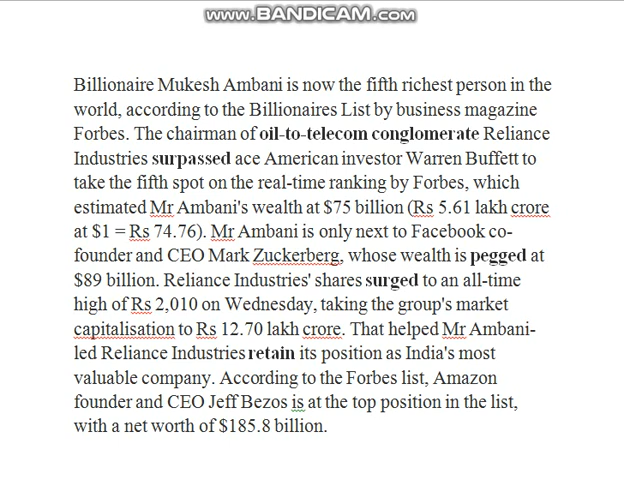 www.BANDICAM.com
Billionaire Mukesh Ambani is now the fifth richest person in the
world, according to the Billionaires List by business magazine
Forbes. The chairman of oil-to-telecom conglomerate Reliance
Industries surpassed ace American investor Warren Buffett to
take the fifth spot on the real-time ranking by Forbes, which
estimated Mr Ambani's wealth at $75 billion (Rs 5.61 lakh crore
at $1 = Rs 74.76). Mr Ambani is only next to Facebook co-
founder and CEO Mark Zuckerberg, whose wealth is pegged at
$89 billion. Reliance Industries' shares surged to an all-time
high of Rs 2,010 on Wednesday, taking the group's market
capitalisation to Rs 12.70 lakh crore. That helped Mr Ambani-
led Reliance Industries retain its position as India's most
valuable company. According to the Forbes list, Amazon
founder and CEO Jeff Bezos is at the top position in the list,
with a net worth of $185.8 billion.